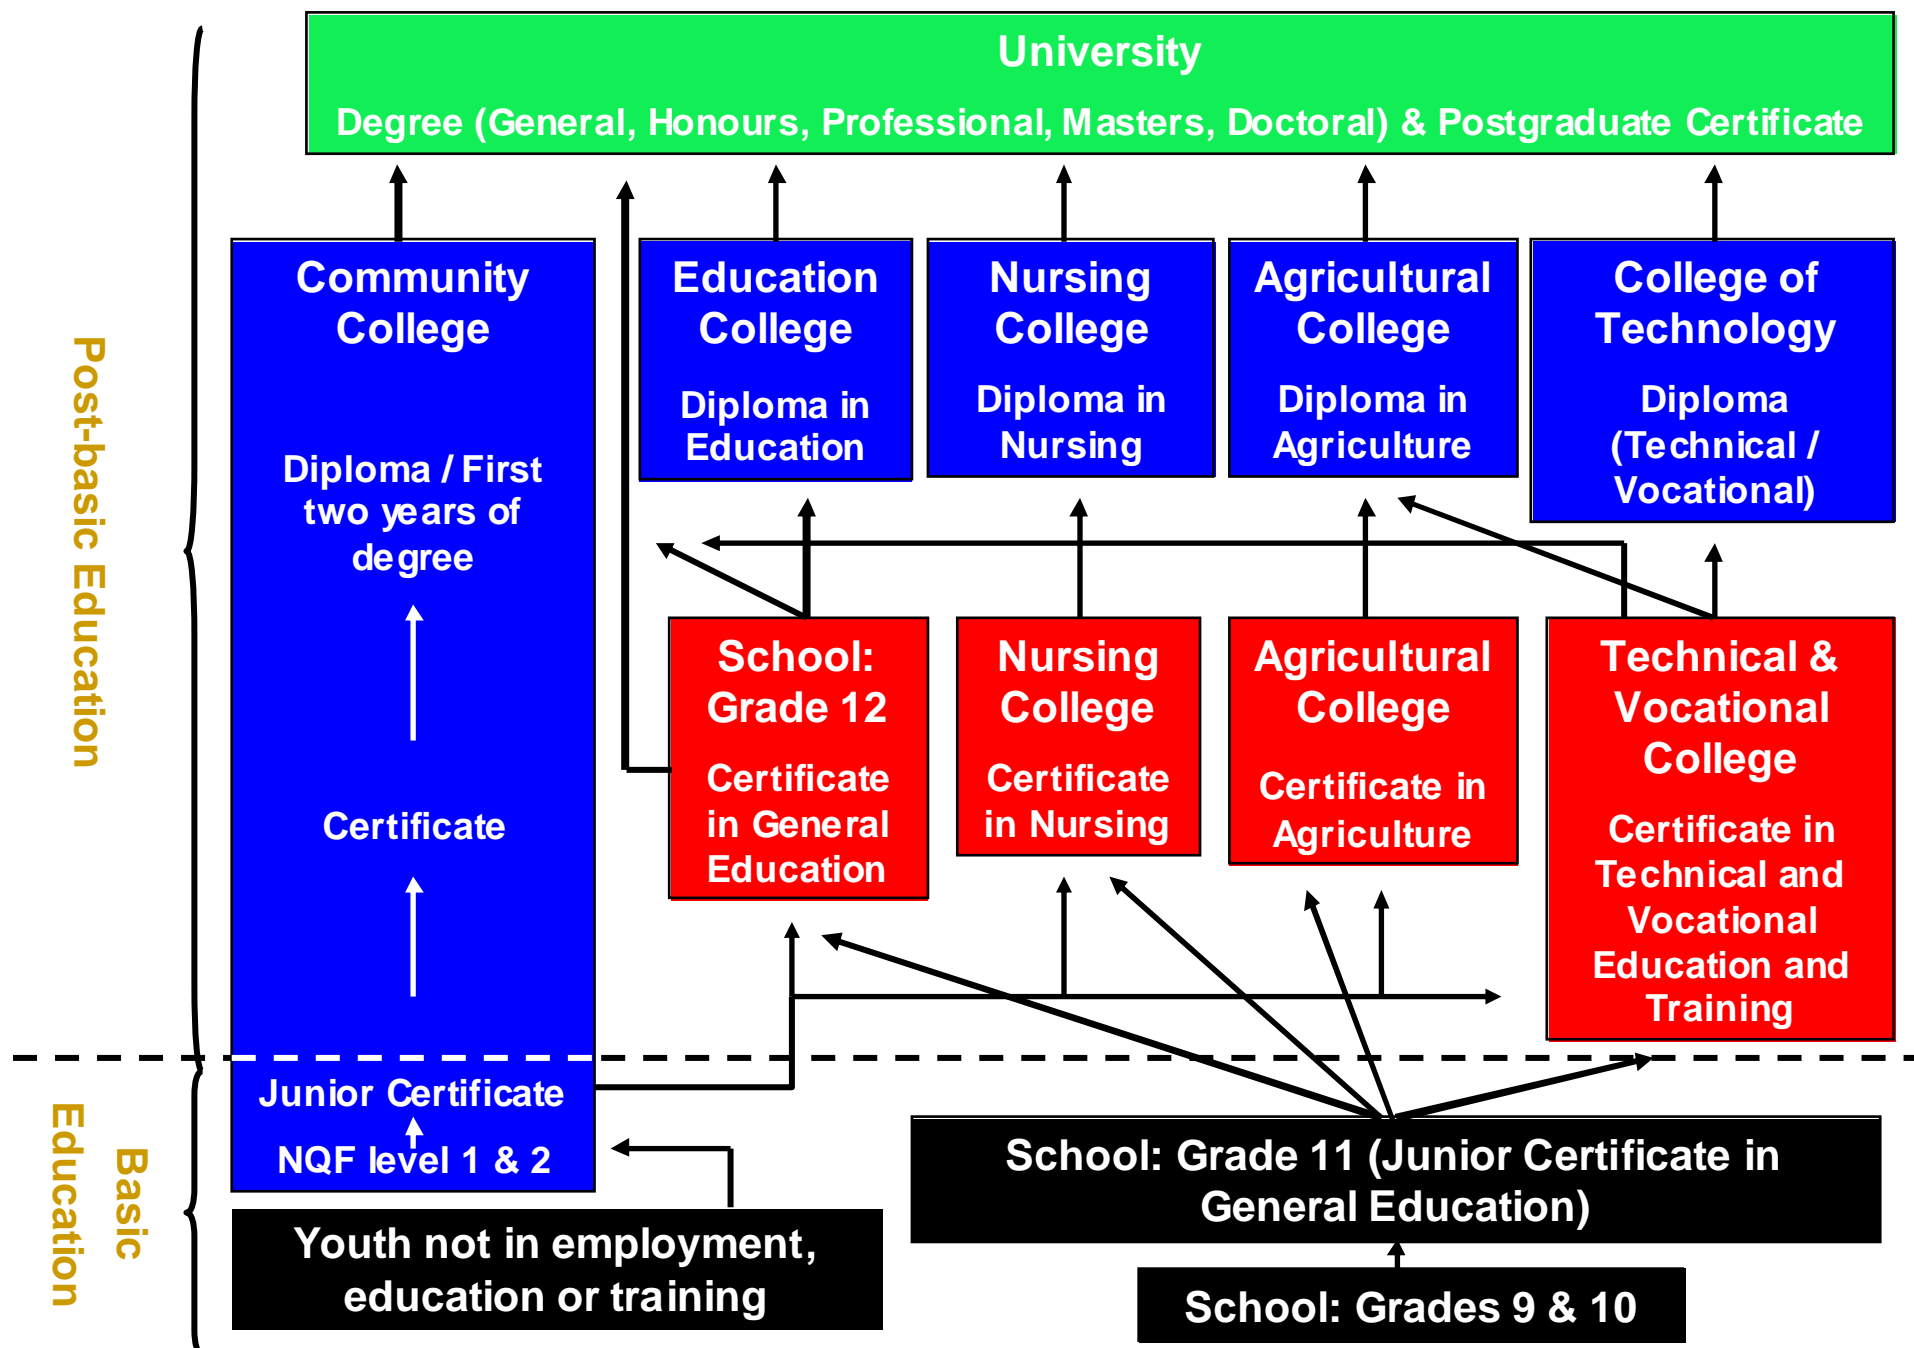 University
Degree (General, Honours, Professional, Masters, Doctoral) & Postgraduate Certificate
Post-basic Education
Community
College
Diploma / First
two years of
degree
Certificate
Junior Certificate
NQF level 1 & 2
Education
College
Diploma in
Education
Nursing
College
Diploma in
Nursing
Agricultural
College
Diploma in
Agriculture
College of
Technology
Diploma
(Technical /
Vocational)
School:
Grade 12
Certificate
in General
Education
Nursing
College
Certificate
in Nursing
Agricultural
College
Certificate in
Agriculture
Technical &
Vocational
College
Certificate in
Technical and
Vocational
Education and
Training
Basic
Education
School: Grade 11 (Junior Certificate in
General Education)
Youth not in employment,
education or training
School: Grades 9 & 10